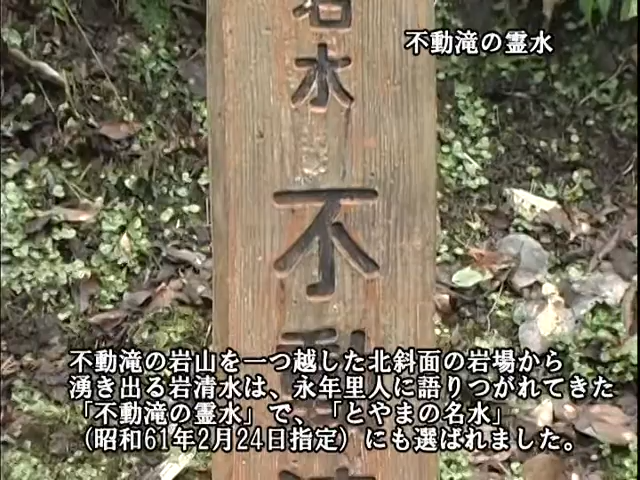 不動滝の霊水
名水
不動
不動滝の岩山を一つ越した北斜面の岩場から
湧き出る岩清水は、永年里人に語りつがれてきた
「不動滝の霊水」で、「とやまの名水」
（昭和61年2月24日指定）にも選ばれました。